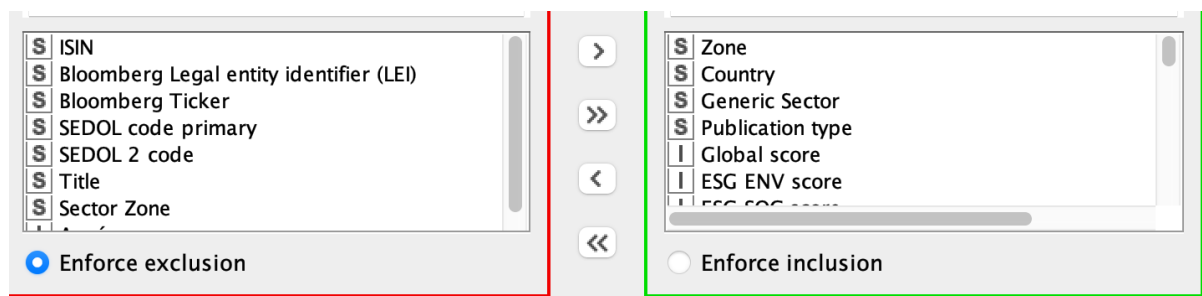 S ISIN
S Bloomberg Legal entity identifier (LEI)
S Bloomberg Ticker
S SEDOL code primary
S SEDOL 2 code
S Title
S Sector Zone
Enforce exclusion
>
>>
<
<<
S Zone
S Country
S Generic Sector
S Publication type
I Global score
I ESG ENV score
Enforce inclusion